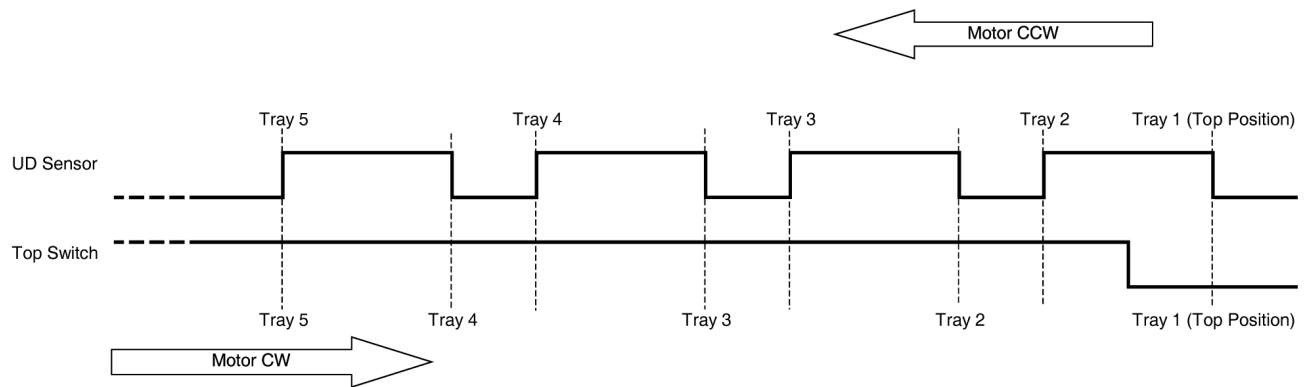 Motor CCW
Tray 5 Tray 4 Tray 3 Tray 2 Tray 1 (Top Position)
UD Sensor
Top Switch
Tray 5 Tray 4 Tray 3 Tray 2 Tray 1 (Top Position)
Motor CW